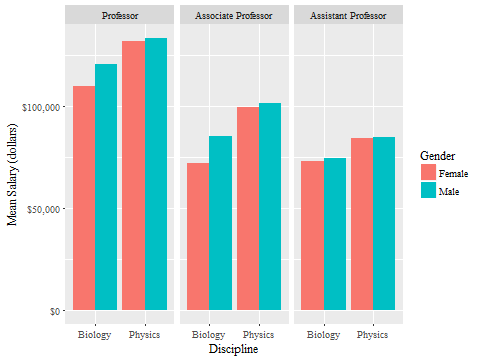 Professor
Associate Professor
Assistant Professor
Mean Salary (dollars)
$100,000
$50,000
$0
Biology Physics
Biology Physics
Biology Physics
Discipline
Gender
Female
Male